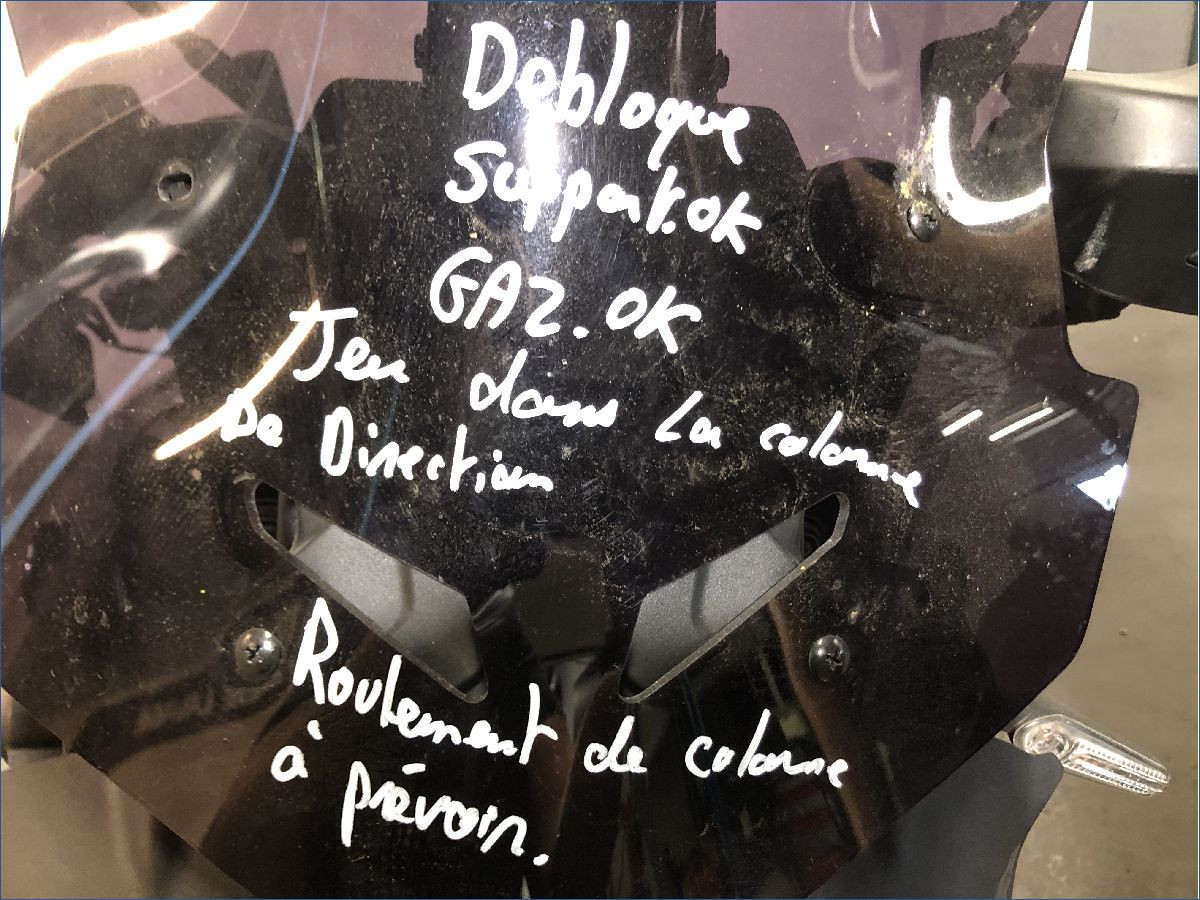 Debloque
Support.ok
GAZ.OK
Jeu dans La colonne
De Direction
Roulement de colonne
à prévoir.